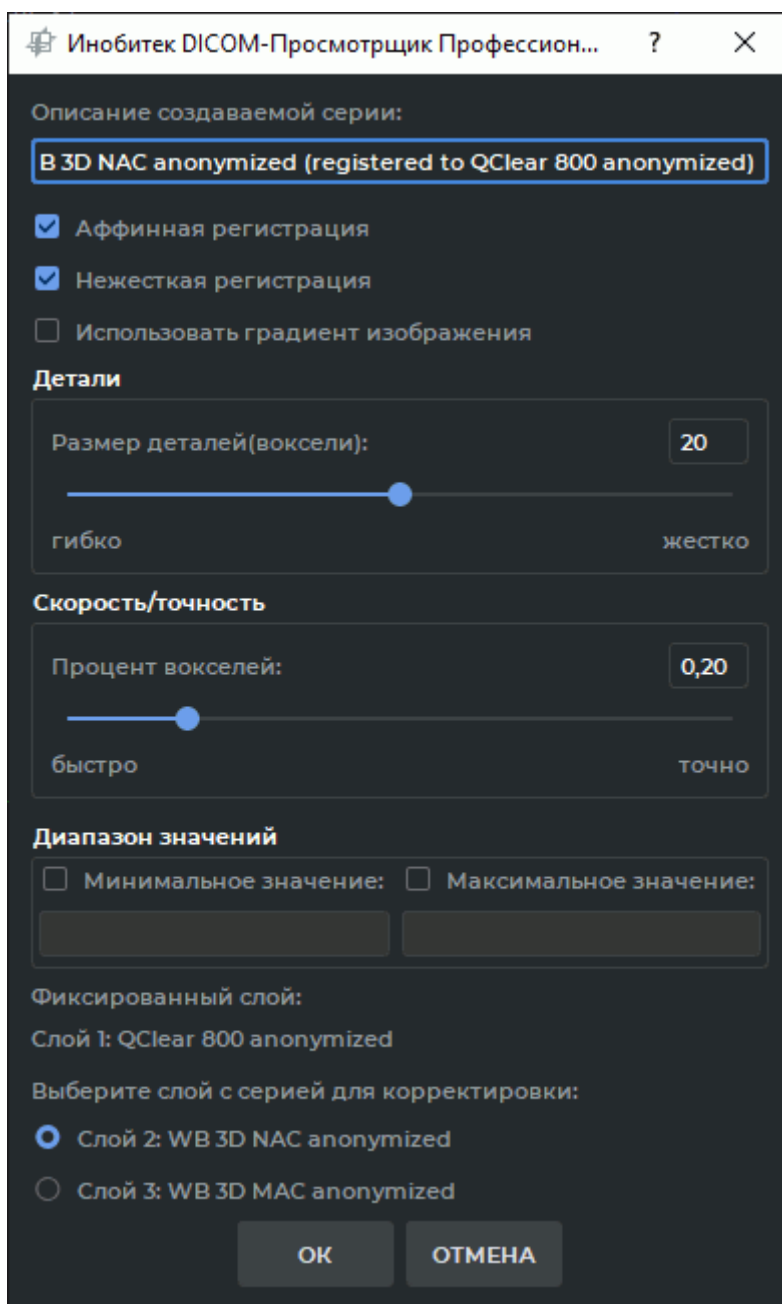 Инобитек DICOM-Просмотрщик Профессион... ?
Описание создаваемой серии:
B 3D NAC anonymized (registered to QClear 800 anonymized)
Аффинная регистрация
Нежесткая регистрация
Использовать градиент изображения
Детали
Размер деталей(воксели): 20
гибко жестко
Скорость/точность
Процент вокселей: 0,20
быстро точно
Диапазон значений
Минимальное значение: Максимальное значение:
Фиксированный слой:
Слой 1: QClear 800 anonymized
Выберите слой с серией для корректировки:
Слой 2: WB 3D NAC anonymized
Слой 3: WB 3D MAC anonymized
ОК ОТМЕНА